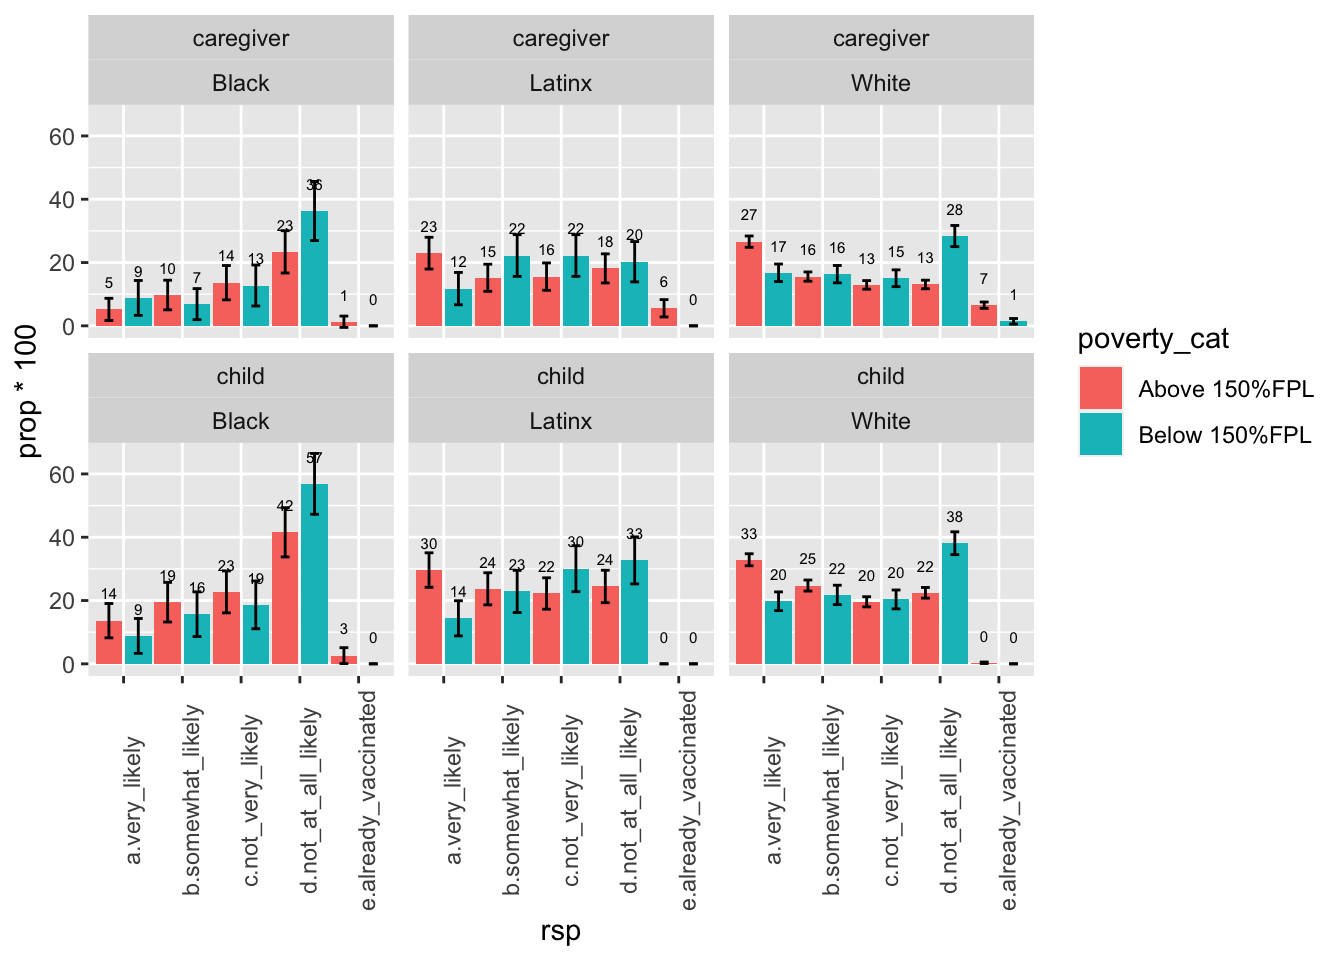 caregiver caregiver caregiver
Black Latinx White
60
40
20
0
5 9 10 7 14 13 23 36 1 0
23 12 15 22 16 22 18 20 6 0
27 17 16 16 13 15 13 28 7 1
child child child
Black Latinx White
60
40
20
0
14 9 19 16 23 19 42 57 3 0
30 14 24 23 22 30 24 33 0 0
33 20 25 22 20 20 22 38 0 0
a.very_likely
b.somewhat_likely
c.not_very_likely
d.not_at_all_likely
e.already_vaccinated
a.very_likely
b.somewhat_likely
c.not_very_likely
d.not_at_all_likely
e.already_vaccinated
a.very_likely
b.somewhat_likely
c.not_very_likely
d.not_at_all_likely
e.already_vaccinated
rsp
prop * 100
poverty_cat
Above 150%FPL
Below 150%FPL